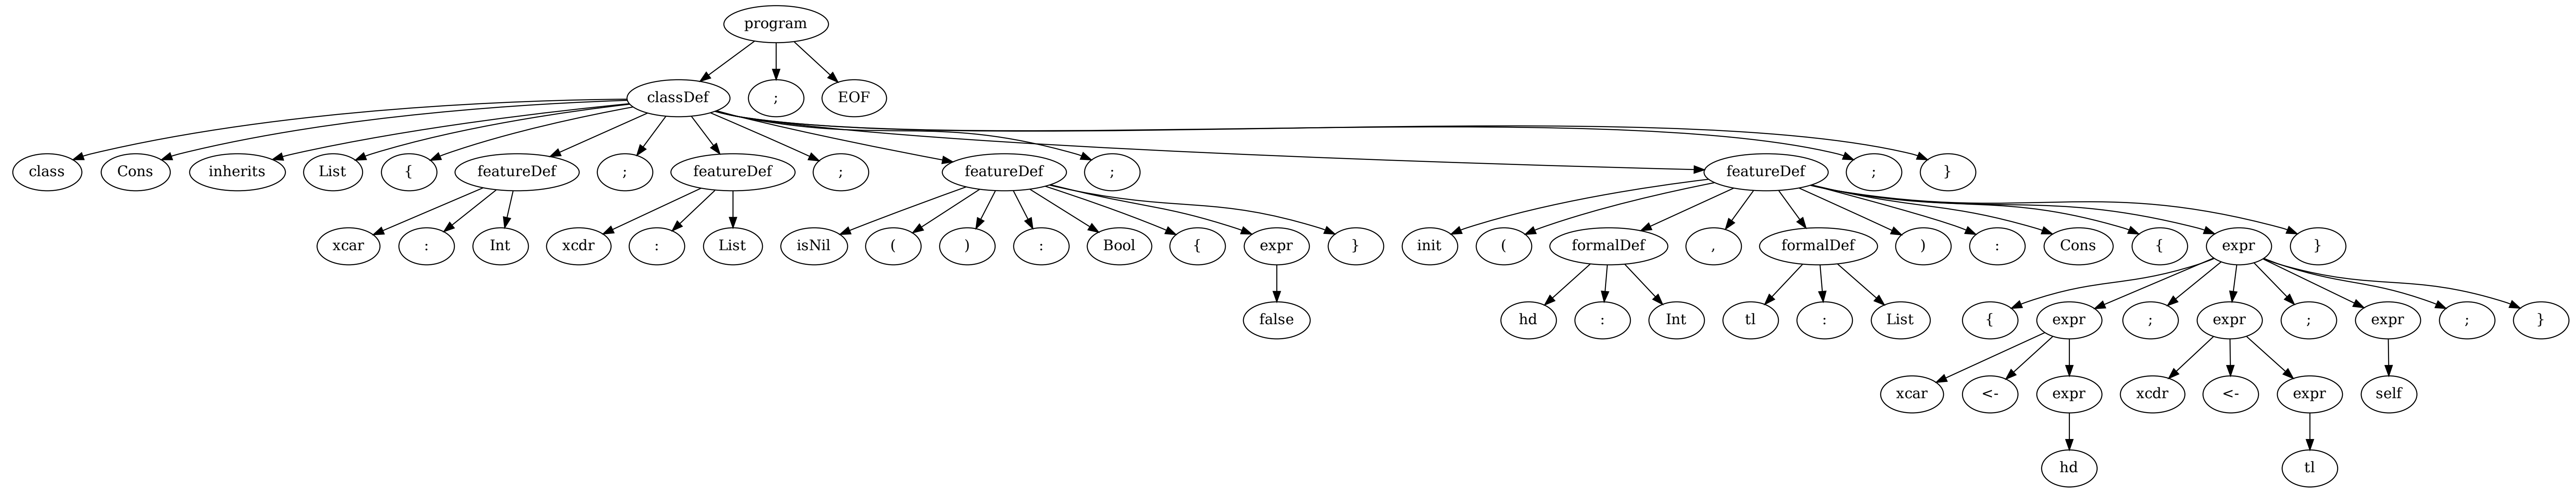 program
classDef ; EOF
class Cons inherits List { featureDef ; featureDef ; featureDef ; featureDef ; }
xcar : Int xcdr : List isNil ( ) : Bool { expr } init ( formalDef , formalDef ) : Cons { expr }
false hd : Int tl : List { expr ; expr ; expr ; }
xcar <- expr xcdr <- expr self
hd tl